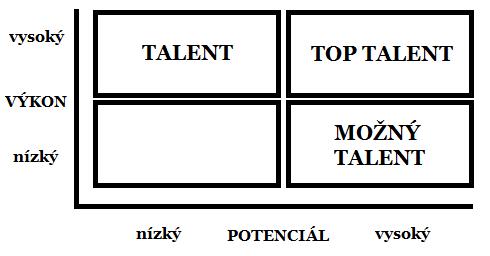 vysoký
TALENT
TOP TALENT
VÝKON
nízký
MOŽNÝ
TALENT
nízký
POTENCIÁL
vysoký